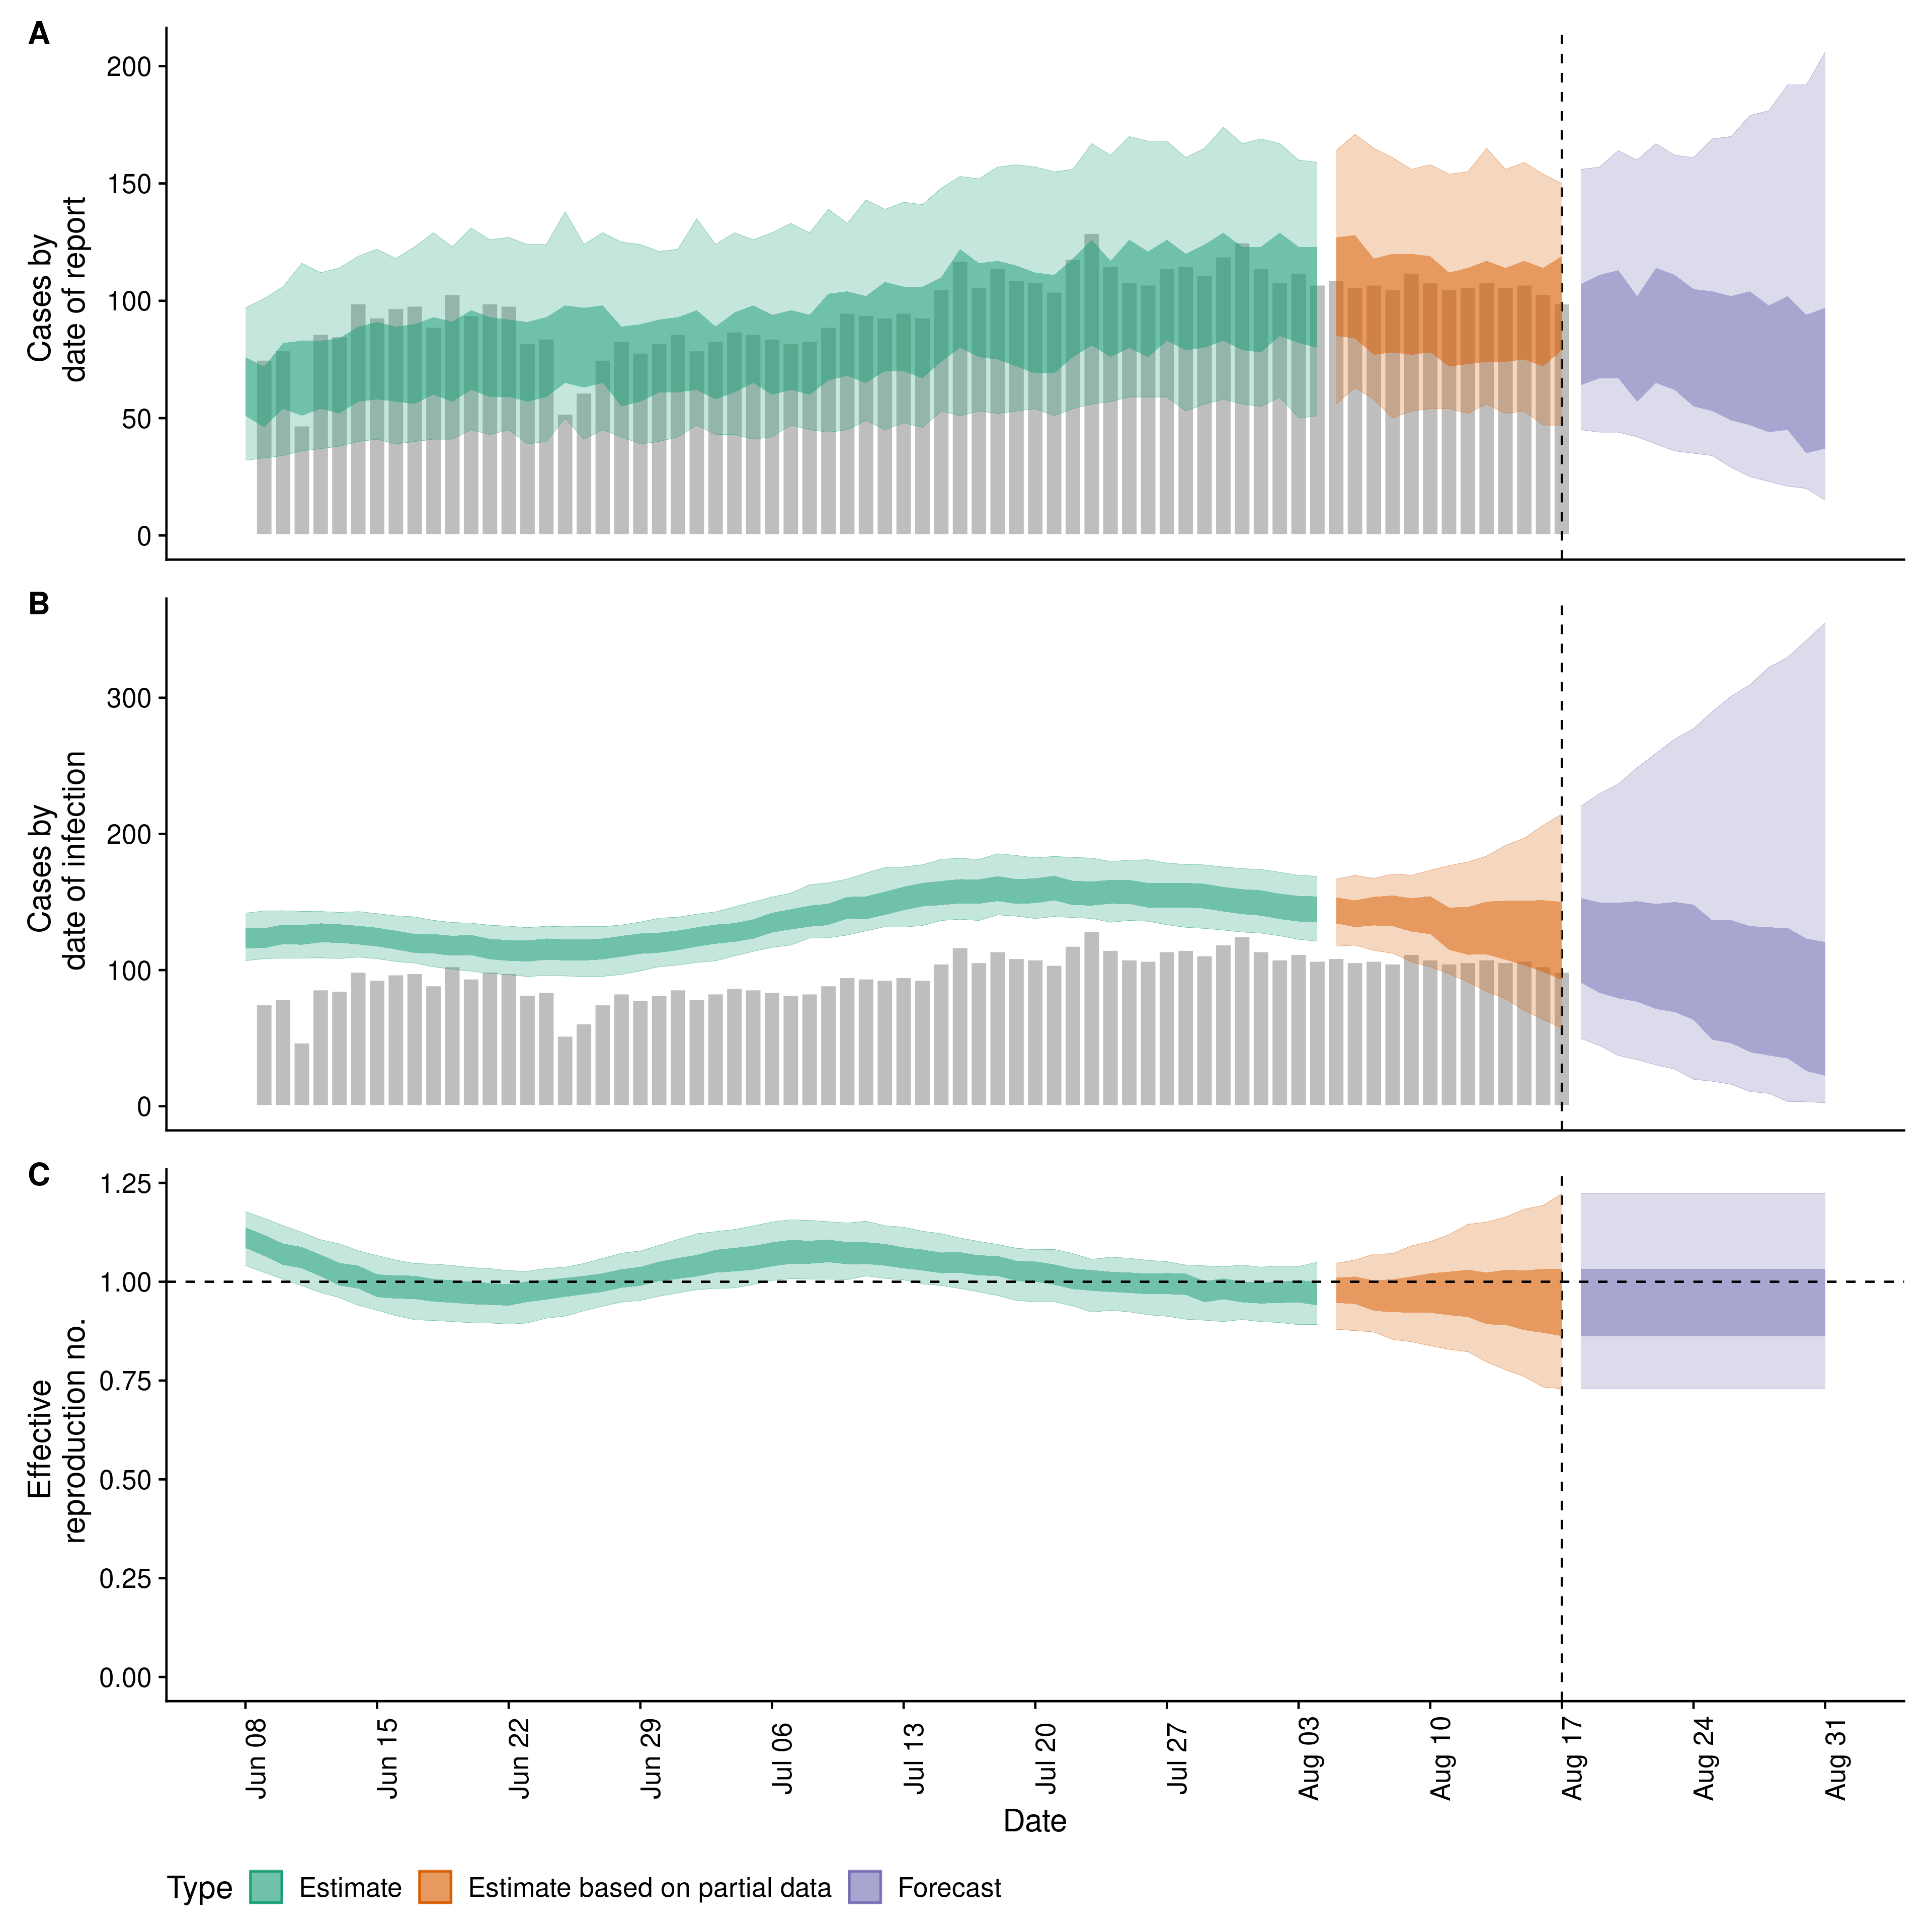 A
Cases by
date of report
200
150
100
50
0
B
Cases by
date of infection
300
200
100
0
C
Effective
reproduction no.
1.25
1.00
0.75
0.50
0.25
0.00
Jun 08
Jun 15
Jun 22
Jun 29
Jul 06
Jul 13
Jul 20
Jul 27
Aug 03
Aug 10
Aug 17
Aug 24
Aug 31
Date
Type Estimate Estimate based on partial data Forecast